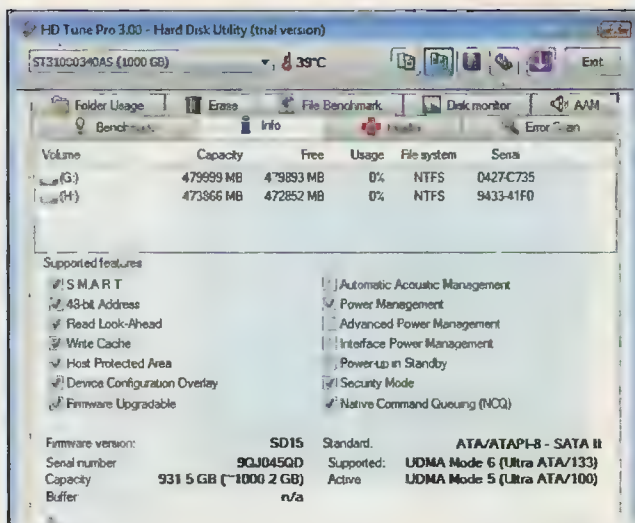 HD Tune Pro 3.00 - Hard Disk Utility (trial version)
ST31000340AS (1000 GB) 39°C Exit
Folder Usage Erase File Benchmark Disk monitor AAM
Info
Volume Capacity Free Usage File system Serial
(G:) 479999 MB 479893 MB 0% NTFS 0427-C735
(H:) 473866 MB 472852 MB 0% NTFS 9433-41F0
Supported features
S.M.A.R.T Automatic Acoustic Management
48-bit Address Power Management
Read Look-Ahead Advanced Power Management
Write Cache Interface Power Management
Host Protected Area Power-up in Standby
Device Configuration Overlay Security Mode
Firmware Upgradable Native Command Queuing (NCQ)
Firmware version: SD15 Standard. ATA/ATAPI-8 - SATA II
Serial number 9QJ045QD Supported: UDMA Mode 6 (Ultra ATA/133)
Capacity 931.5 GB (~1000.2 GB) Active UDMA Mode 5 (Ultra ATA/100)
Buffer n/a